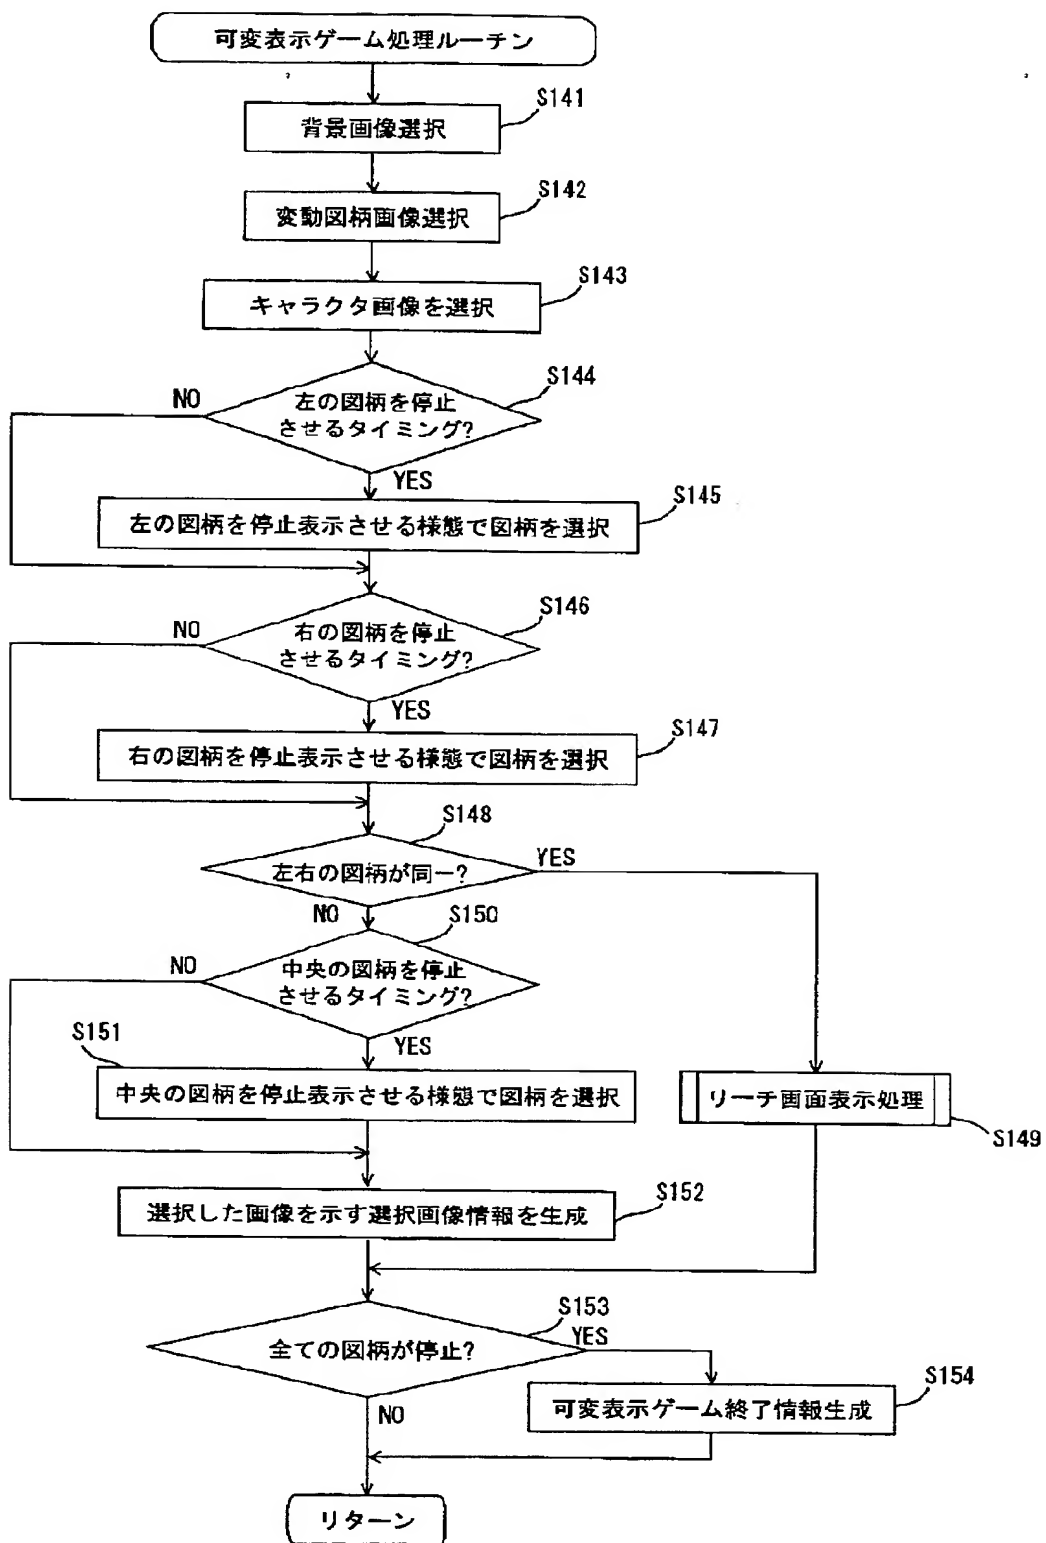 可変表示ゲーム処理ルーチン
S141
背景画像選択
S142
変動図柄画像選択
S143
キャラクタ画像を選択
S144
NO
左の図柄を停止
させるタイミング?
YES
S145
左の図柄を停止表示させる様態で図柄を選択
S146
NO
右の図柄を停止
させるタイミング?
YES
S147
右の図柄を停止表示させる様態で図柄を選択
S148
YES
左右の図柄が同一?
NO
S150
NO
中央の図柄を停止
させるタイミング?
S151
YES
中央の図柄を停止表示させる様態で図柄を選択
リーチ画面表示処理
S149
S152
選択した画像を示す選択画像情報を生成
S153
YES
全ての図柄が停止?
S154
可変表示ゲーム終了情報生成
NO
リターン